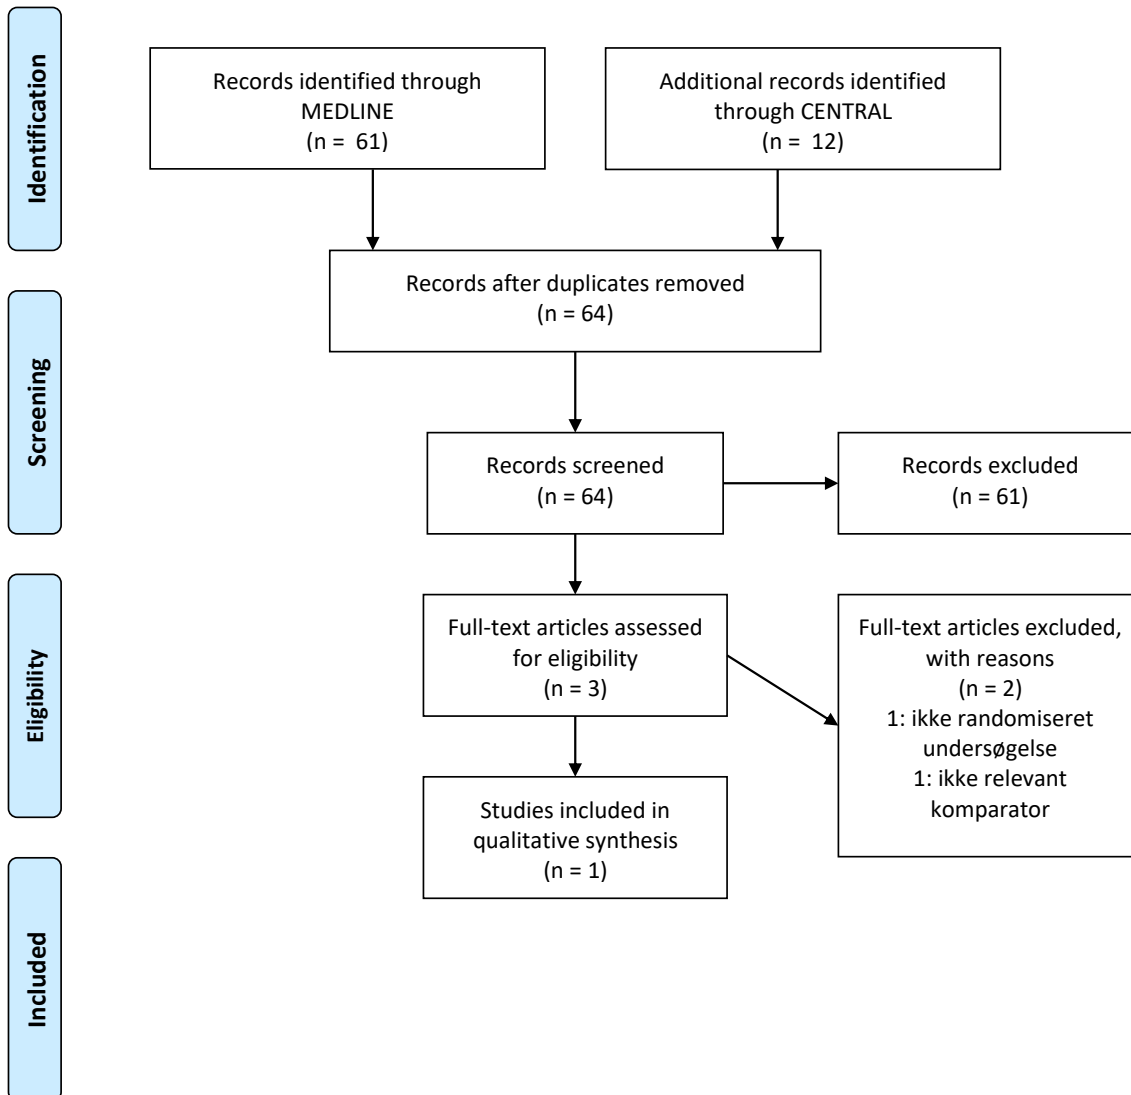 Identification
Records identified through
MEDLINE
(n =  61)
Additional records identified
through CENTRAL
(n =  12)
Records after duplicates removed
(n = 64)
Screening
Records screened
(n = 64)
Records excluded
(n = 61)
Eligibility
Full-text articles assessed
for eligibility
(n = 3)
Full-text articles excluded,
with reasons
(n = 2)
1: ikke randomiseret
undersøgelse
1: ikke relevant
komparator
Studies included in
qualitative synthesis
(n = 1)
Included